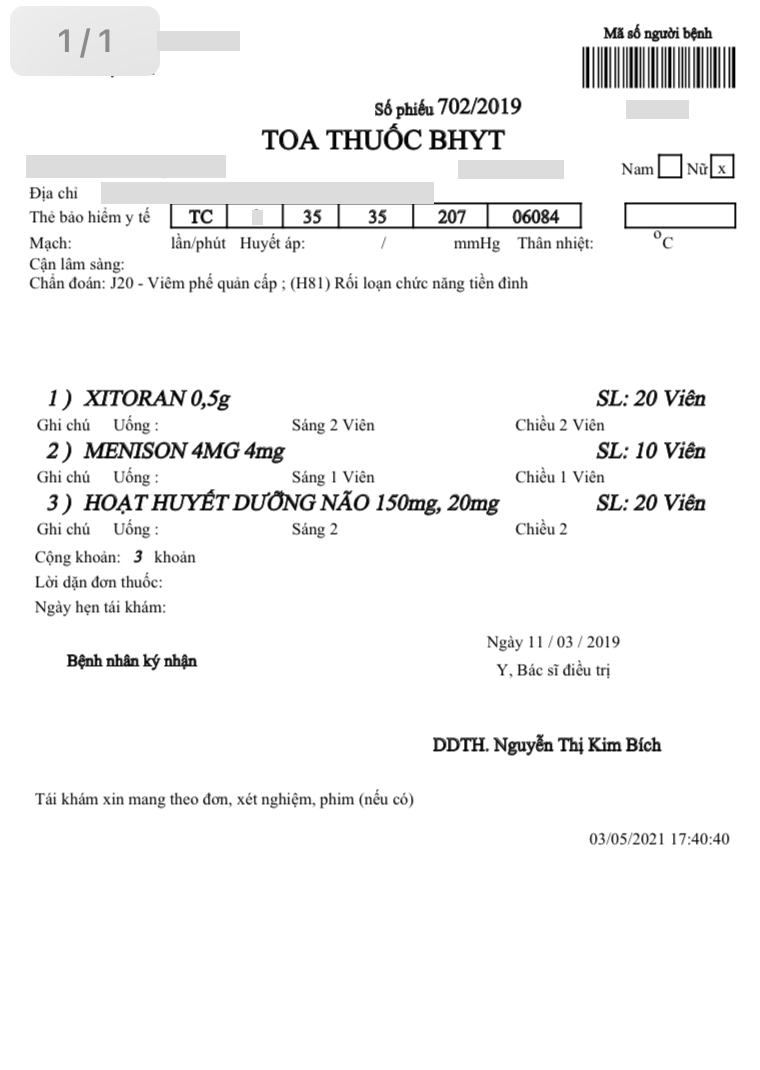 1/1
Mã số người bệnh
Số phiếu 702/2019
TOA THUỐC BHYT
Nam Nữ x
Địa chỉ
Thẻ bảo hiểm y tế TC 35 35 207 06084
Mạch: lần/phút Huyết áp: / mmHg Thân nhiệt: oC
Cận lâm sàng:
Chẩn đoán: J20 - Viêm phế quản cấp ; (H81) Rối loạn chức năng tiền đình
1 ) XITORAN 0,5g SL: 20 Viên
Ghi chú Uống : Sáng 2 Viên Chiều 2 Viên
2 ) MENISON 4MG 4mg SL: 10 Viên
Ghi chú Uống : Sáng 1 Viên Chiều 1 Viên
3 ) HOẠT HUYẾT DƯỠNG NÃO 150mg, 20mg SL: 20 Viên
Ghi chú Uống : Sáng 2 Chiều 2
Cộng khoản: 3 khoản
Lời dặn đơn thuốc:
Ngày hẹn tái khám:
Ngày 11 / 03 / 2019
Bệnh nhân ký nhận Y, Bác sĩ điều trị
DDTH. Nguyễn Thị Kim Bích
Tái khám xin mang theo đơn, xét nghiệm, phim (nếu có)
03/05/2021 17:40:40